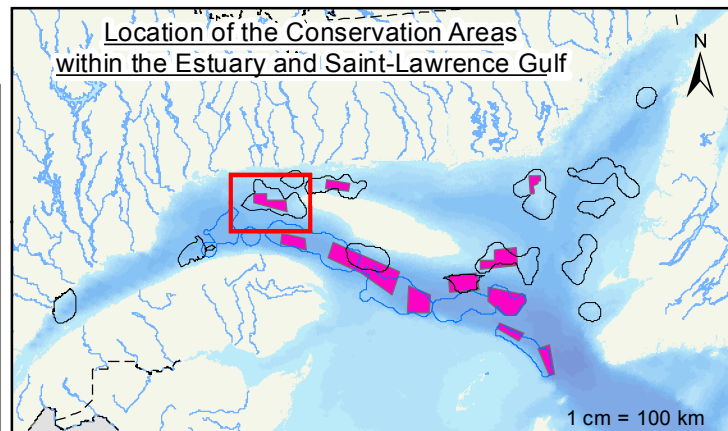 Location of the Conservation Areas
within the Estuary and Saint-Lawrence Gulf
N
1 cm = 100 km